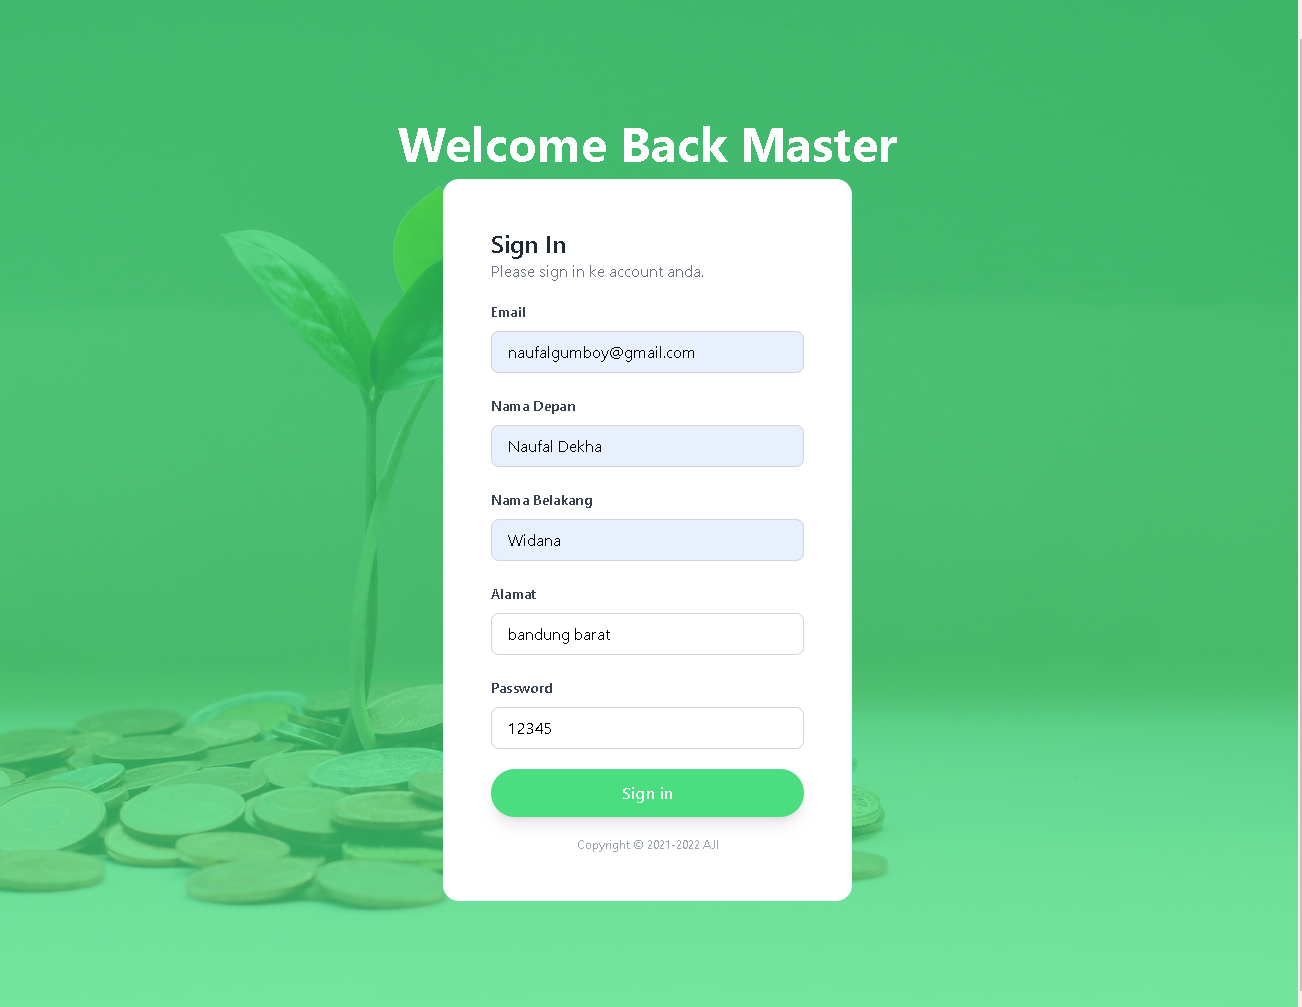 Welcome Back Master
Sign In
Please sign in ke account anda.
Email
naufalgumboy@gmail.com
Nama Depan
Naufal Dekha
Nama Belakang
Widana
Alamat
bandung barat
Password
12345
Sign in
Copyright © 2021-2022 AJI